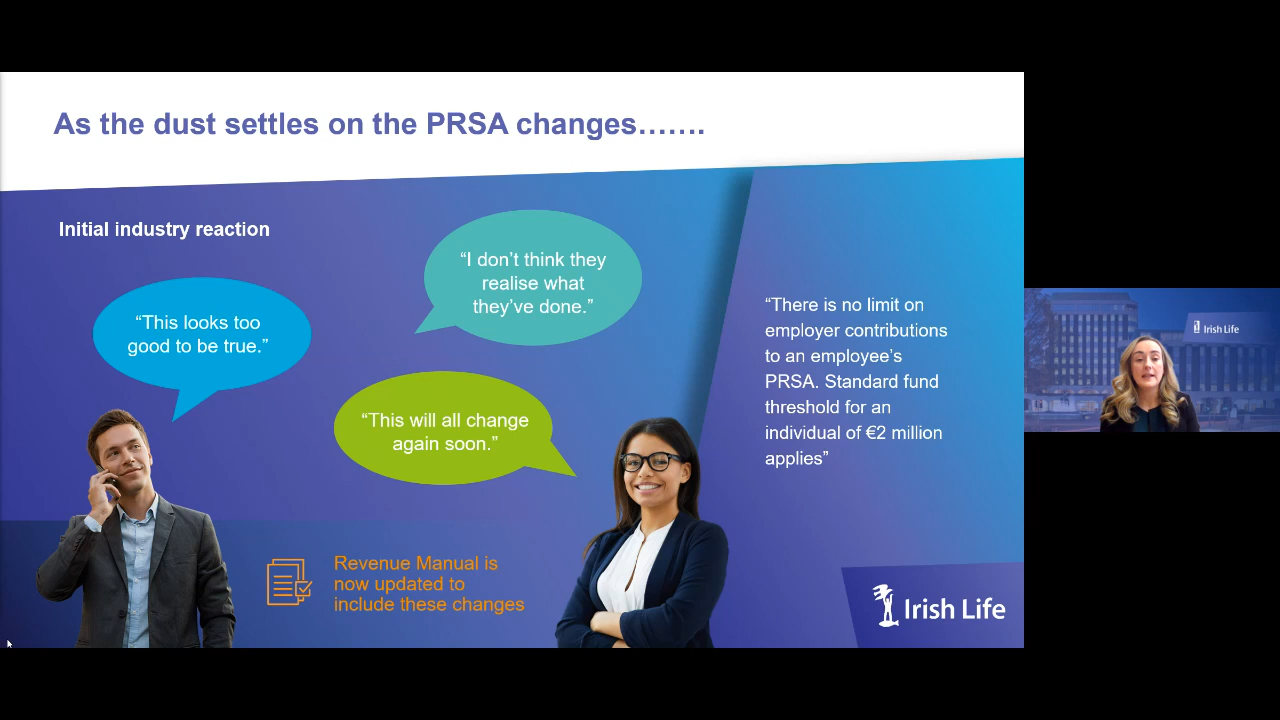 As the dust settles on the PRSA changes…….
Initial industry reaction
“This looks too
good to be true.”
“I don’t think they
realise what
they’ve done.”
“This will all change
again soon.”
Revenue Manual is
now updated to
include these changes
“There is no limit on
employer contributions
to an employee’s
PRSA. Standard fund
threshold for an
individual of €2 million
applies”
Irish Life
Irish Life